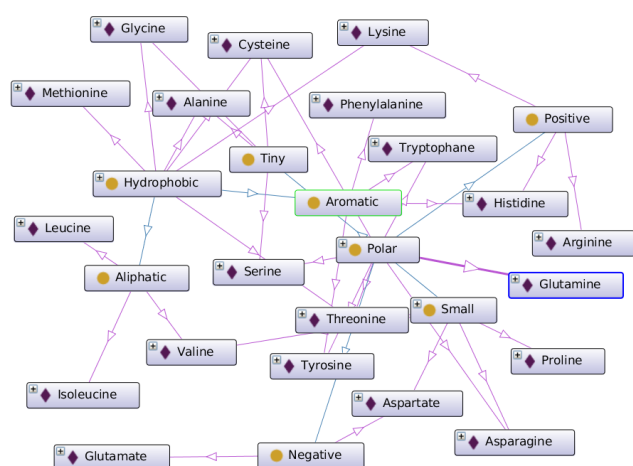 Glycine
Lysine
Cysteine
Methionine
Alanine
Phenylalanine
Positive
Tryptophane
Tiny
Hydrophobic
Aromatic
Histidine
Leucine
Arginine
Polar
Serine
Aliphatic
Glutamine
Small
Threonine
Valine
Proline
Tyrosine
Isoleucine
Aspartate
Asparagine
Glutamate
Negative